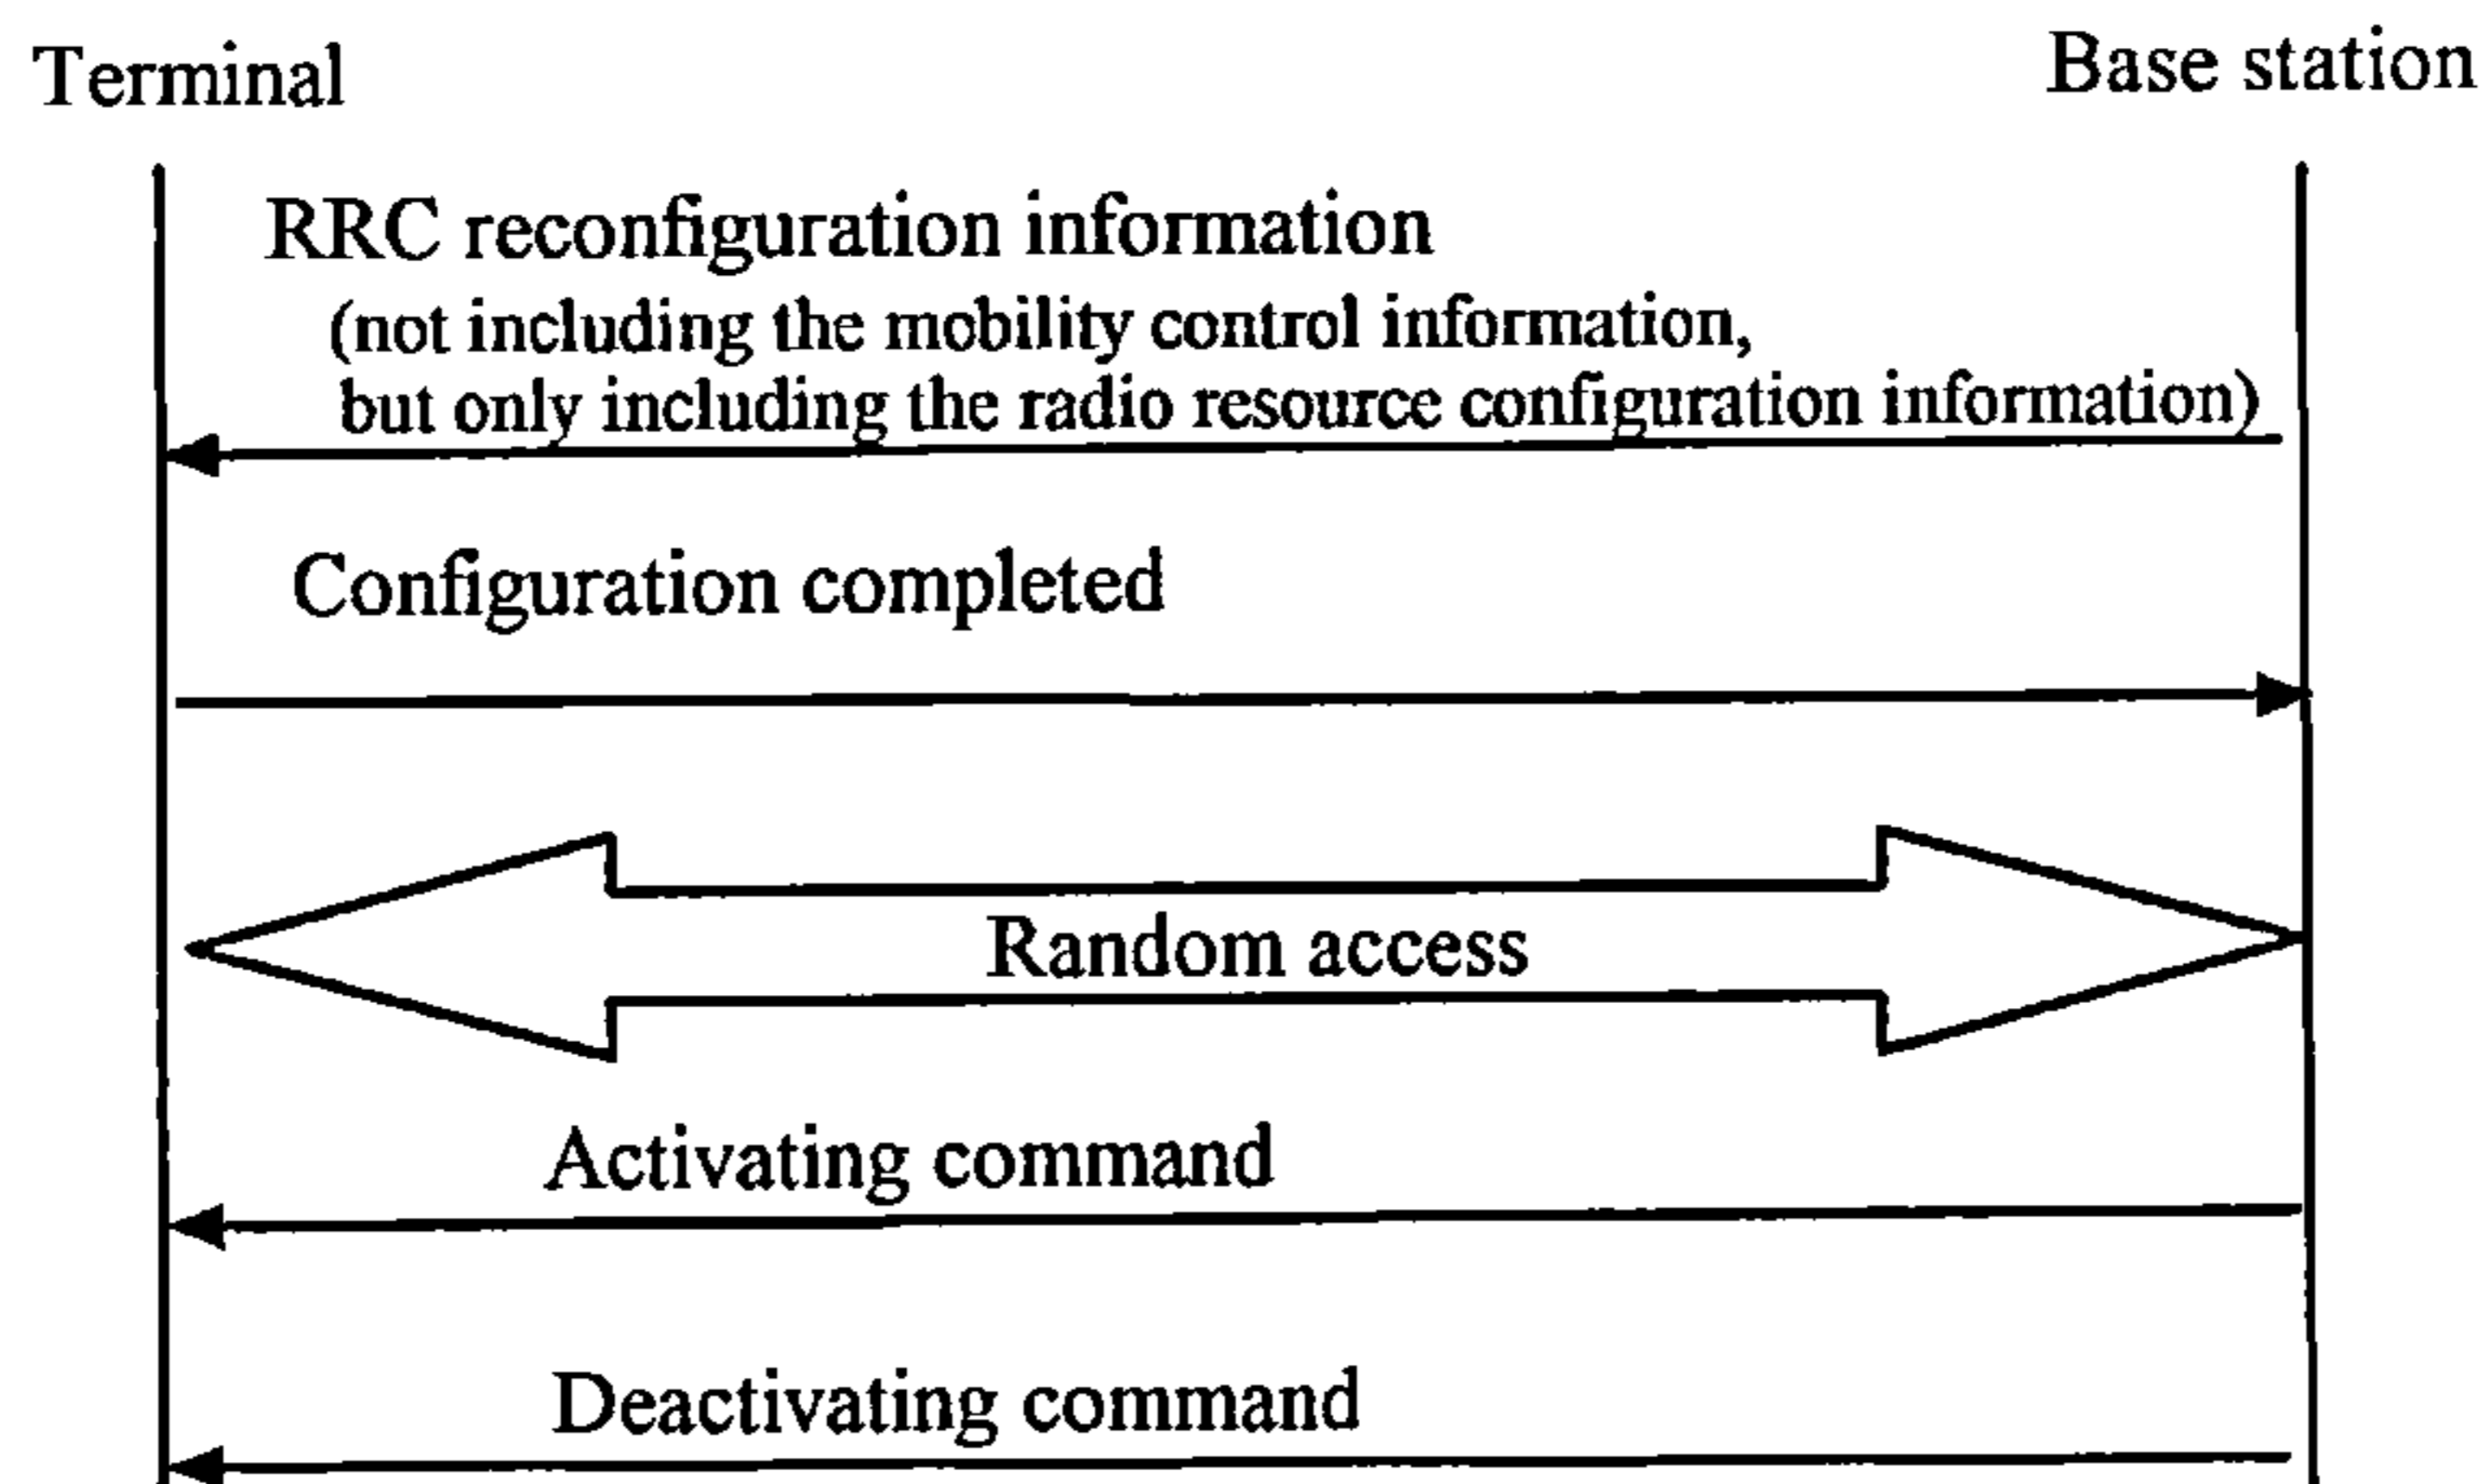 Terminal
Base station
RRC reconfiguration information
(not including the mobility control information,
but only including the radio resource configuration information)
Configuration completed
Random access
Activating command
Deactivating command